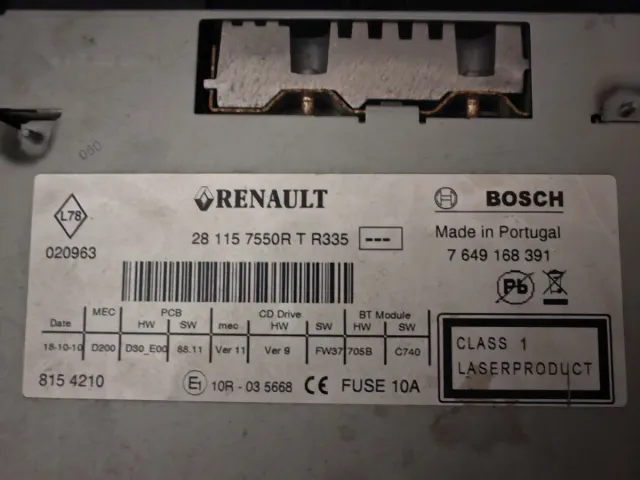 080
L78
020963
RENAULT
28 115 7550R T R335
---
BOSCH
Made in Portugal
7 649 168 391
Pb
MEC PCB CD Drive BT Module
Date HW SW mec HW SW HW SW
18-10-10 D200 D30_E00 88.11 Ver 11 Ver 9 FW37 705B C740
815 4210
E1 10R - 03 5668 CE FUSE 10A
CLASS 1
LASERPRODUCT